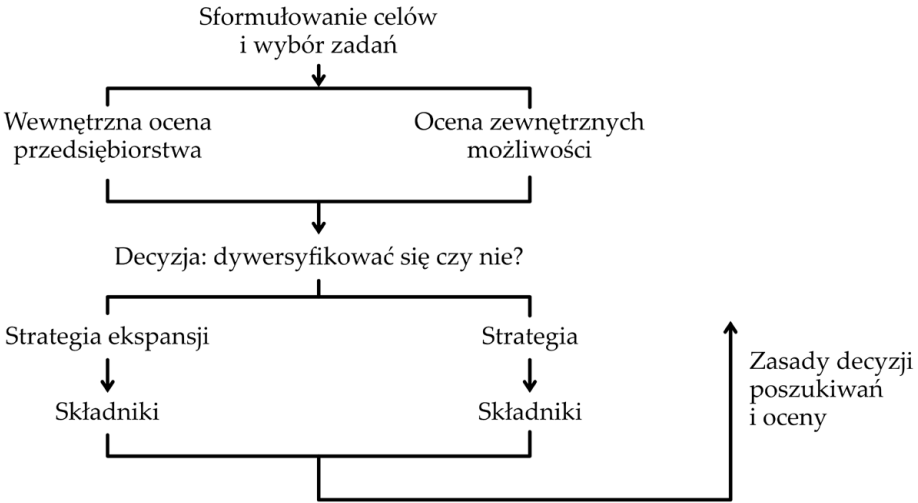 Sformułowanie celów
i wybór zadań
Wewnętrzna ocena
przedsiębiorstwa
Ocena zewnętrznych
możliwości
Decyzja: dywersyfikować się czy nie?
Strategia ekspansji
Strategia
Składniki
Składniki
Zasady decyzji
poszukiwań
i oceny